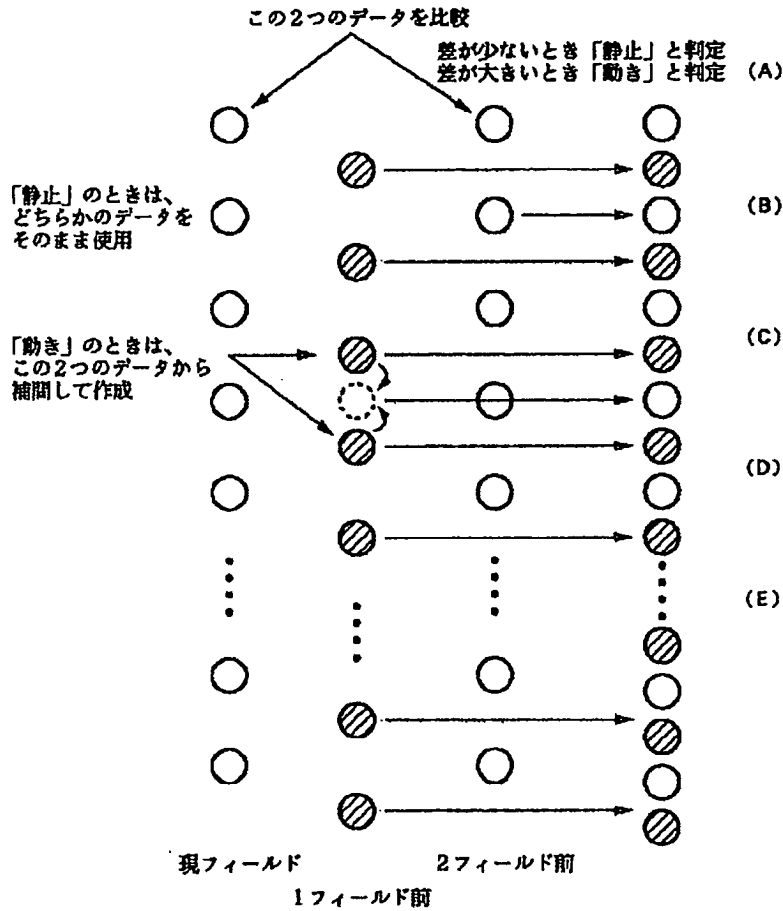 この2つのデータを比較
差が少ないとき「静止」と判定
差が大きいとき「動き」と判定
(A)
「静止」のときは、
どちらかのデータを
そのまま使用
(B)
「動き」のときは、
この2つのデータから
補間して作成
(C)
(D)
(E)
現フィールド
2フィールド前
1フィールド前